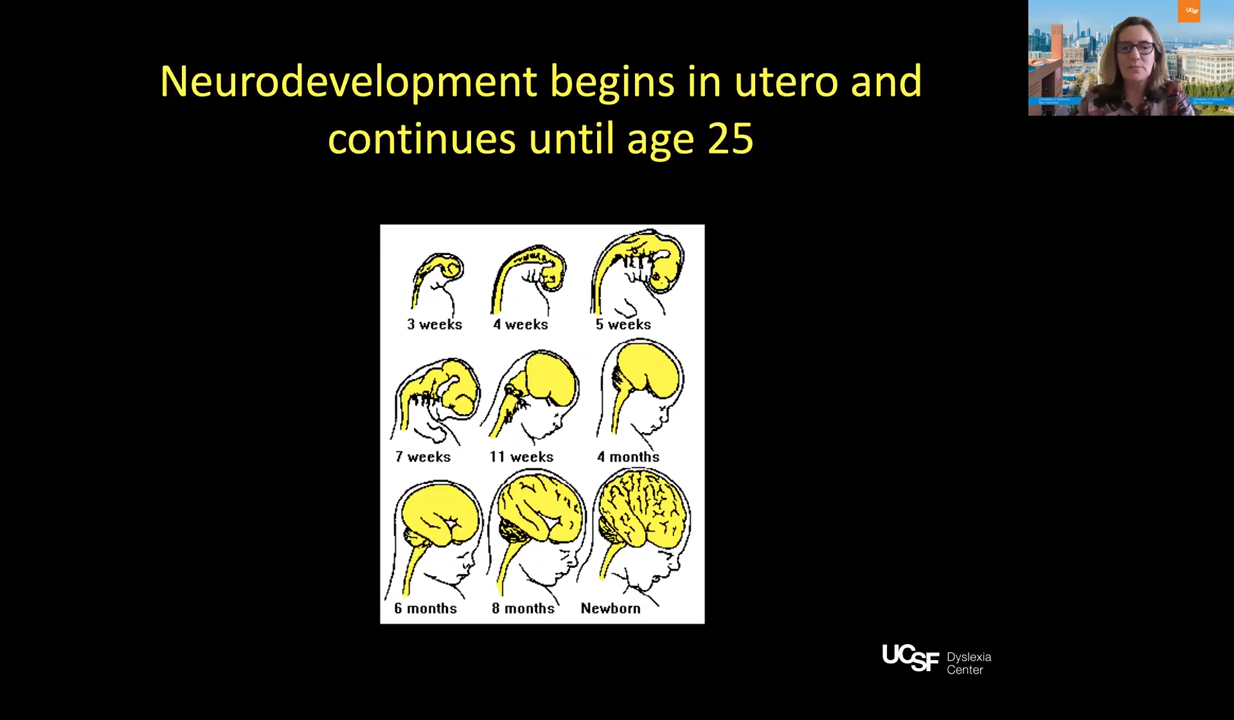 UCSF
Neurodevelopment begins in utero and
continues until age 25
3 weeks 4 weeks 5 weeks
7 weeks 11 weeks 4 months
6 months 8 months Newborn
UCSF Dyslexia
Center